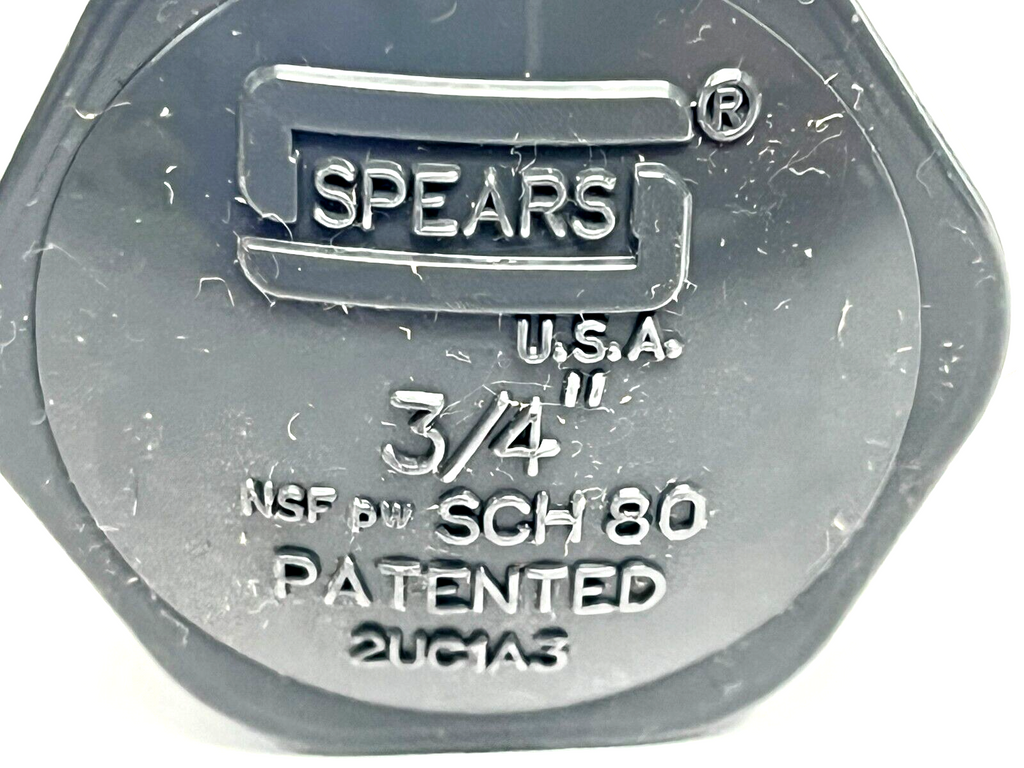 SPEARS®
U.S.A.
3/4"
NSF pw SCH 80
PATENTED
2UC1A3